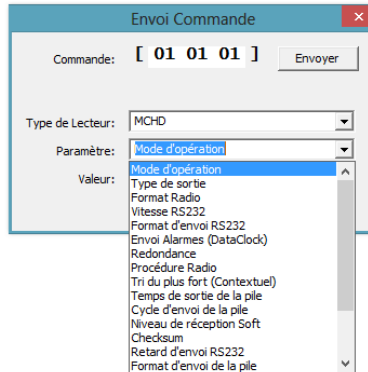 Envoi Commande
Commande: [ 01 01 01 ] Envoyer
Type de Lecteur: MCHD
Paramètre: Mode d'opération
Valeur:
Mode d'opération
Type de sortie
Format Radio
Vitesse RS232
Format d'envoi RS232
Envoi Alarmes (DataClock)
Redondance
Procédure Radio
Tri du plus fort (Contextuel)
Temps de sortie de la pile
Cycle d'envoi de la pile
Niveau de réception Soft
Checksum
Retard d'envoi RS232
Format d'envoi de la pile